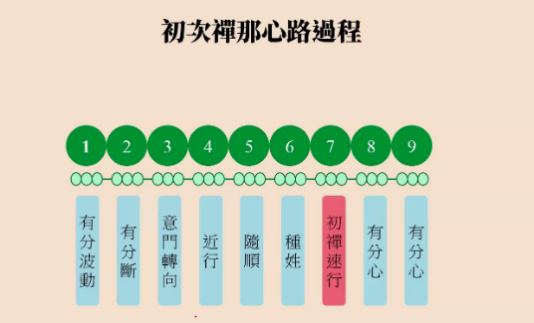 初次禪那心路過程
1 2 3 4 5 6 7 8 9
有分波動
有分斷
意門轉向
近行
隨順
種姓
初禪速行
有分心
有分心